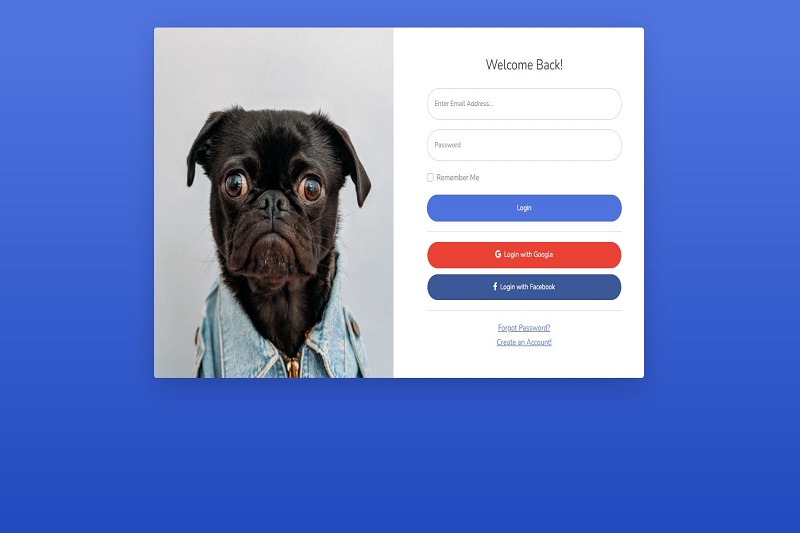 Welcome Back!
Enter Email Address...
Password
Remember Me
Login
Login with Google
Login with Facebook
Forgot Password?
Create an Account!